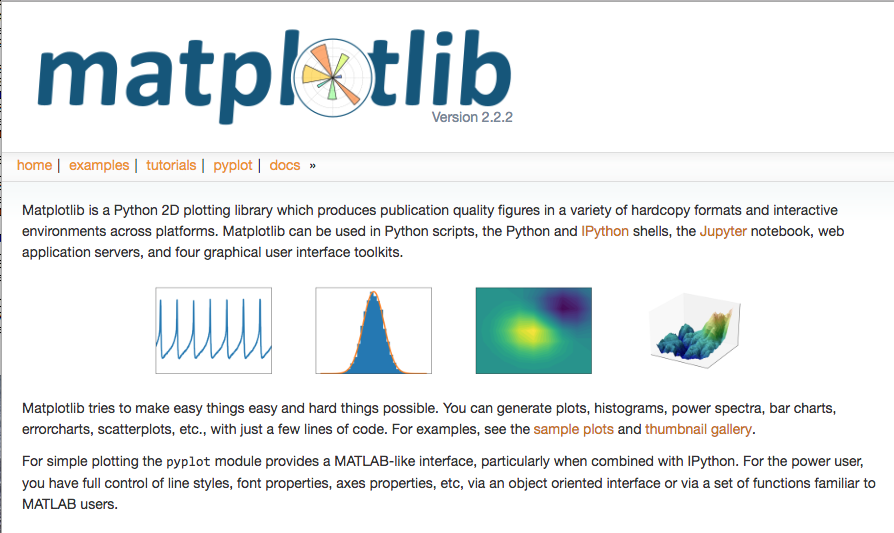 matplotlib
Version 2.2.2
home | examples | tutorials | pyplot | docs »
Matplotlib is a Python 2D plotting library which produces publication quality figures in a variety of hardcopy formats and interactive
environments across platforms. Matplotlib can be used in Python scripts, the Python and IPython shells, the Jupyter notebook, web
application servers, and four graphical user interface toolkits.
Matplotlib tries to make easy things easy and hard things possible. You can generate plots, histograms, power spectra, bar charts,
errorcharts, scatterplots, etc., with just a few lines of code. For examples, see the sample plots and thumbnail gallery.
For simple plotting the pyplot module provides a MATLAB-like interface, particularly when combined with IPython. For the power user,
you have full control of line styles, font properties, axes properties, etc, via an object oriented interface or via a set of functions familiar to
MATLAB users.